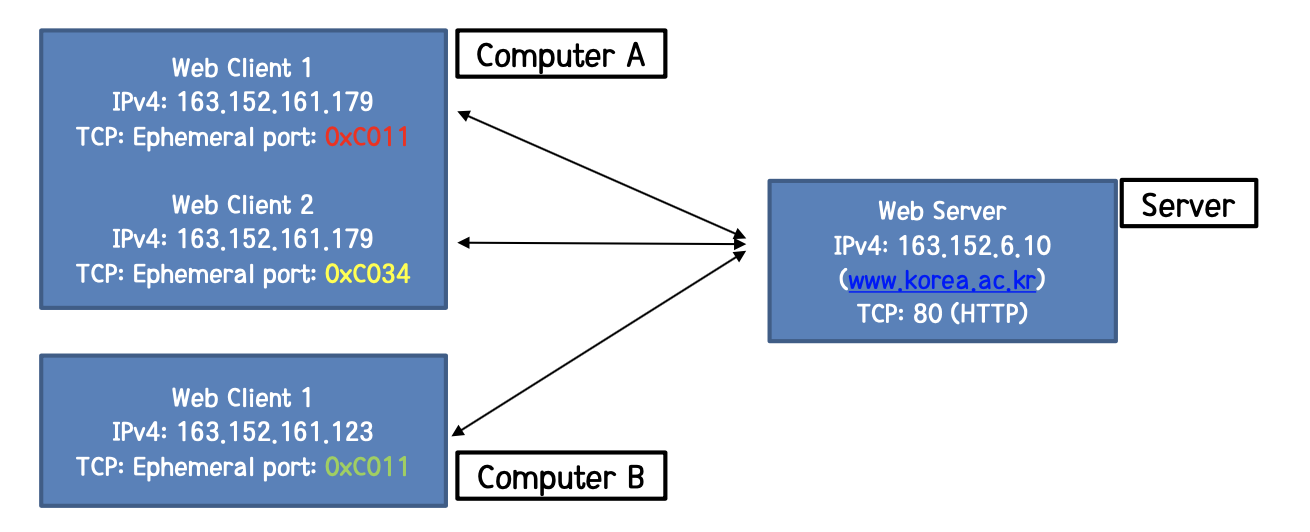 Computer A
Web Client 1
IPv4: 163.152.161.179
TCP: Ephemeral port: 0xC011
Web Client 2
IPv4: 163.152.161.179
TCP: Ephemeral port: 0xC034
Server
Web Server
IPv4: 163.152.6.10
(www.korea.ac.kr)
TCP: 80 (HTTP)
Web Client 1
IPv4: 163.152.161.123
TCP: Ephemeral port: 0xC011
Computer B